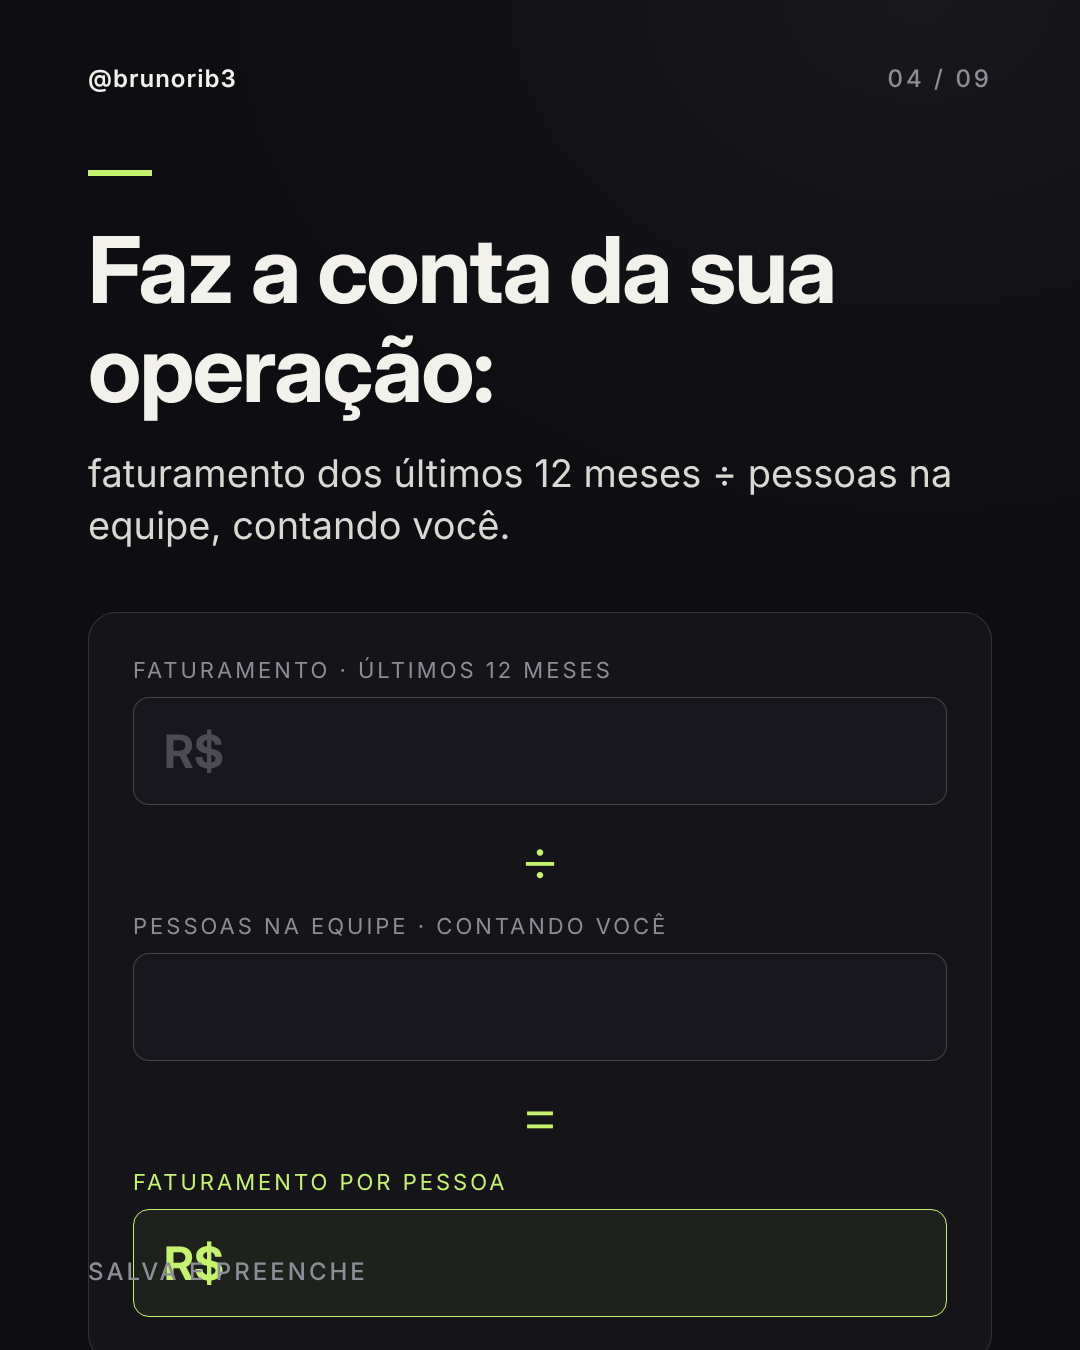 @brunorib3
04 / 09
Faz a conta da sua
operação:
faturamento dos últimos 12 meses ÷ pessoas na
equipe, contando você.
FATURAMENTO · ÚLTIMOS 12 MESES
R$
÷
PESSOAS NA EQUIPE · CONTANDO VOCÊ
=
FATURAMENTO POR PESSOA
R$
SALVA E PREENCHE